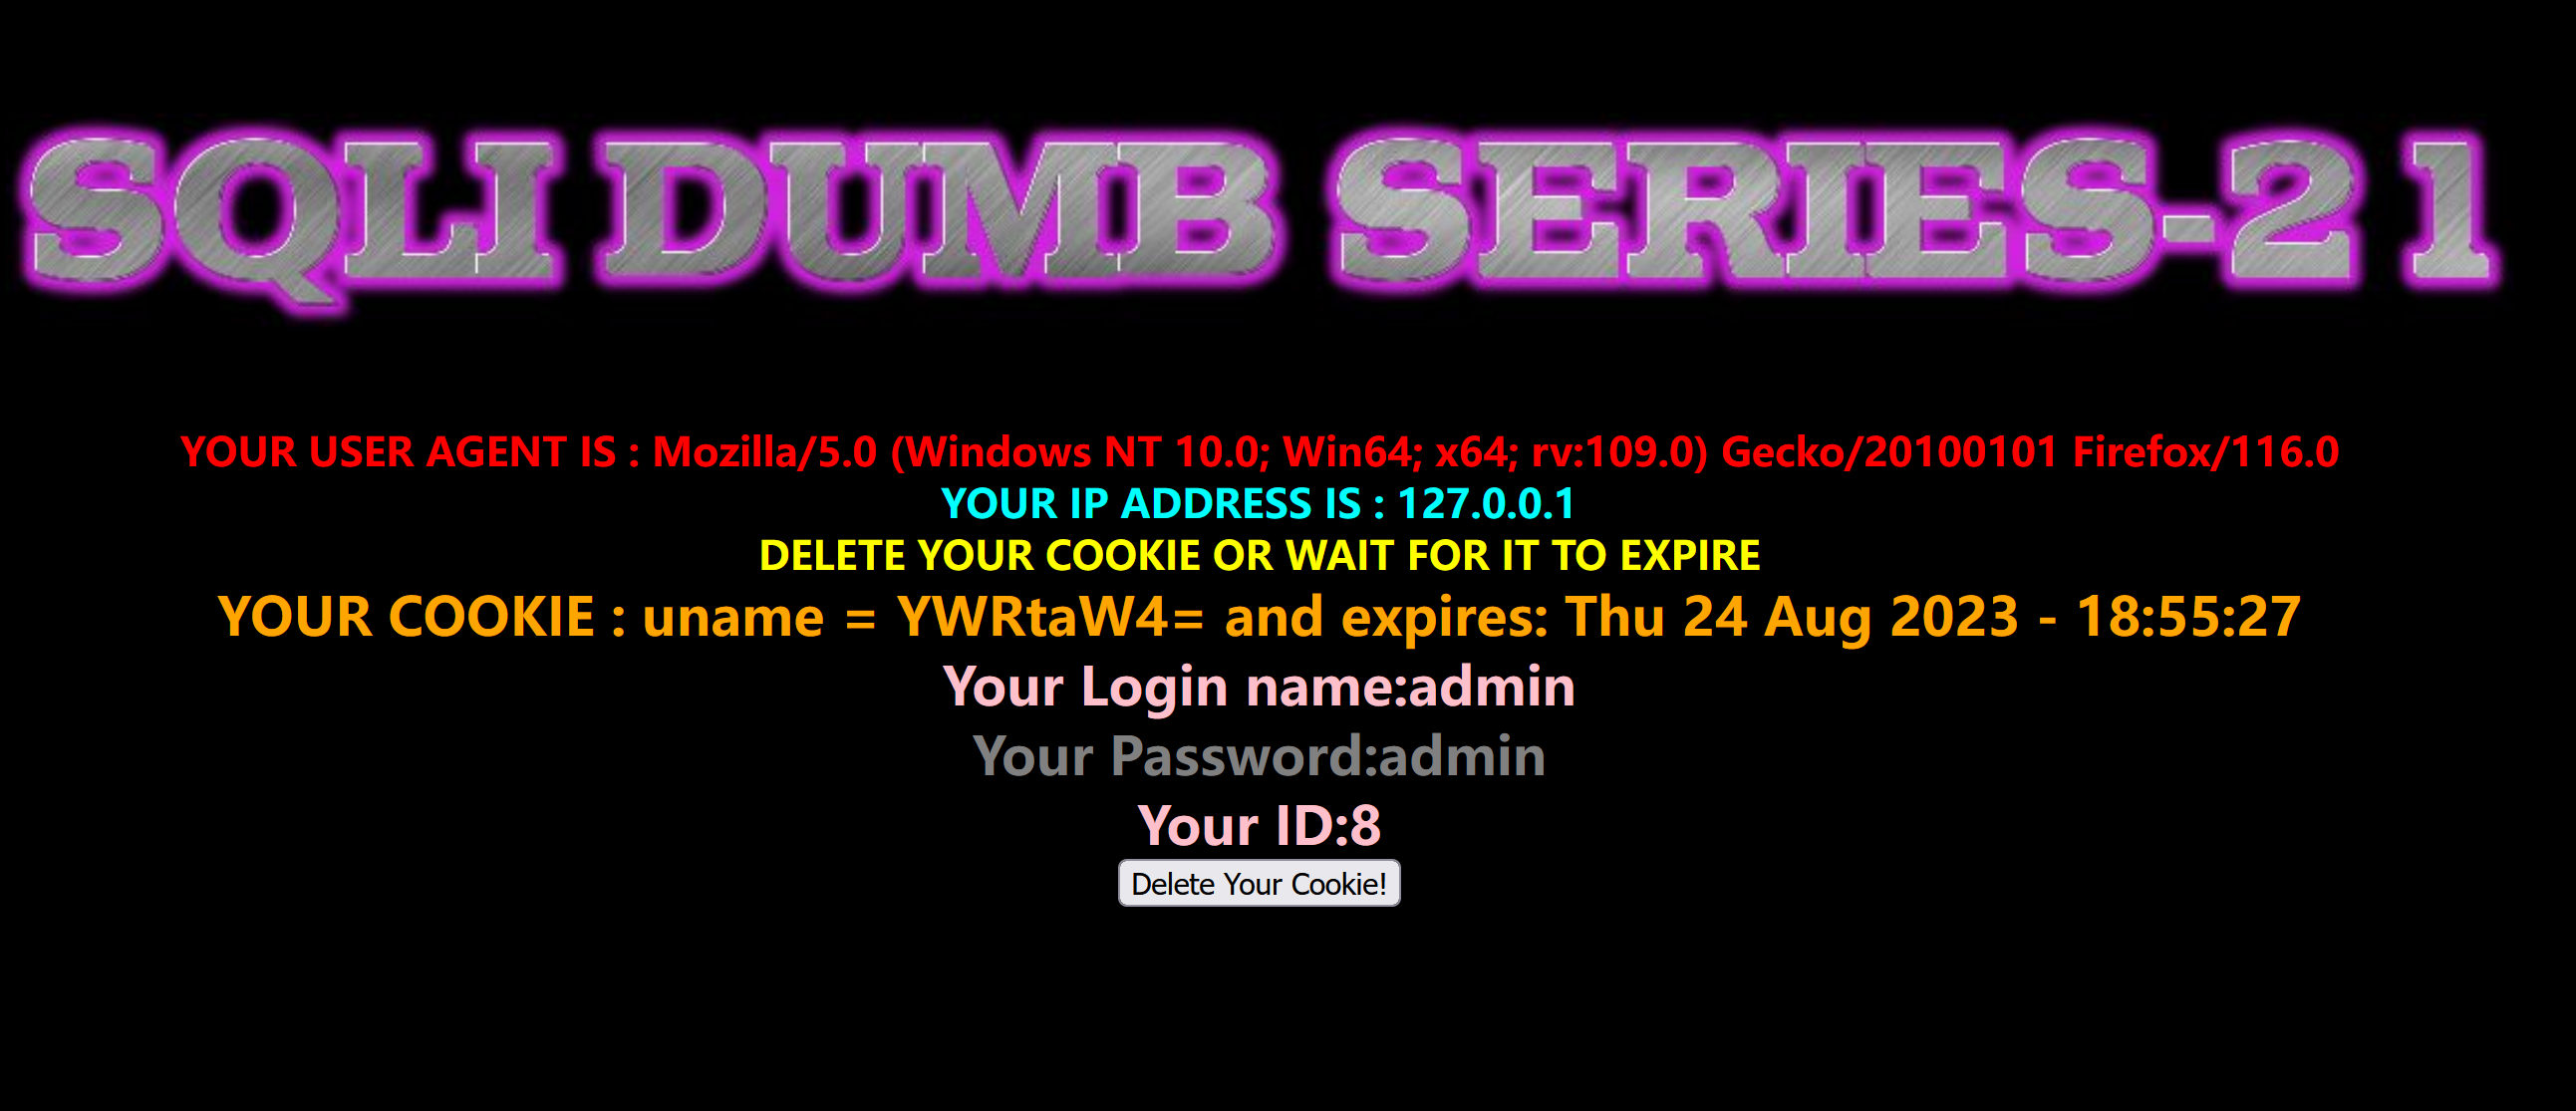 SQLI DUMB SERIES-21
YOUR USER AGENT IS : Mozilla/5.0 (Windows NT 10.0; Win64; x64; rv:109.0) Gecko/20100101 Firefox/116.0
YOUR IP ADDRESS IS : 127.0.0.1
DELETE YOUR COOKIE OR WAIT FOR IT TO EXPIRE
YOUR COOKIE : uname = YWRtaW4= and expires: Thu 24 Aug 2023 - 18:55:27
Your Login name:admin
Your Password:admin
Your ID:8
Delete Your Cookie!